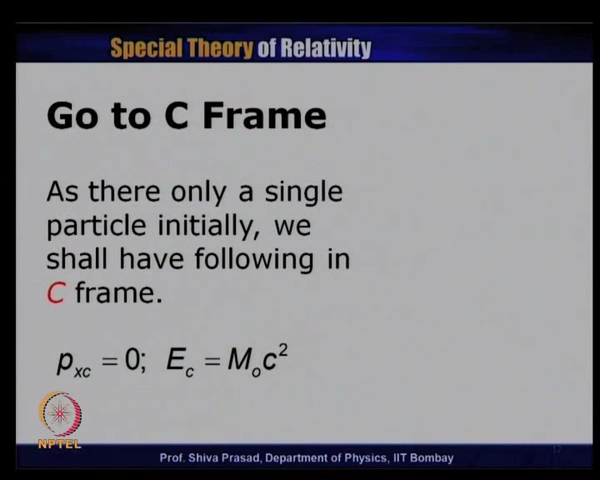 Special Theory of Relativity
Go to C Frame
As there only a single
particle initially, we
shall have following in
C frame.
p_xc = 0; E_c = M_o c²
NPTEL
Prof. Shiva Prasad, Department of Physics, IIT Bombay